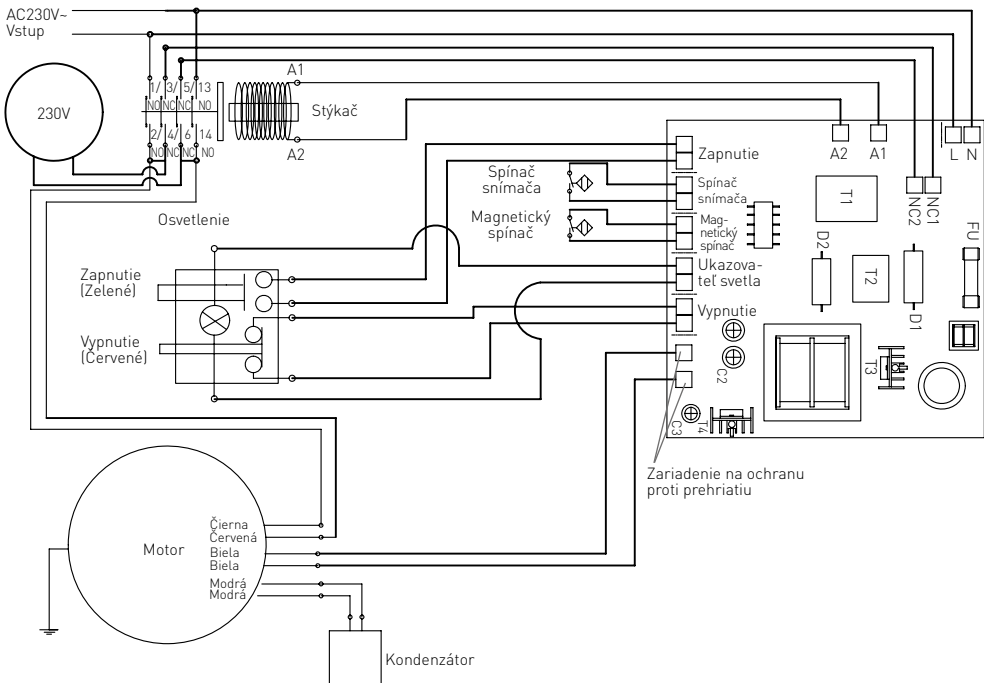 AC230V~
Vstup
230V
1/ 3/ 5/ 13
NO NC NC NO
2/ 4/ 6 14
NO NC NC NO
A1
Stýkač
A2
Osvetlenie
Zapnutie
(Zelené)
Vypnutie
(Červené)
Spínač
snímača
Magnetický
spínač
A2
A1
L N
Zapnutie
Spínač
snímača
Mag-
netický
spínač
Ukazova-
teľ svetla
Vypnutie
T1
NC2
NC1
D2
T2
D1
FU
C2
T3
C3
T4
Zariadenie na ochranu
proti prehriatiu
Motor
Čierna
Červená
Biela
Biela
Modrá
Modrá
Kondenzátor